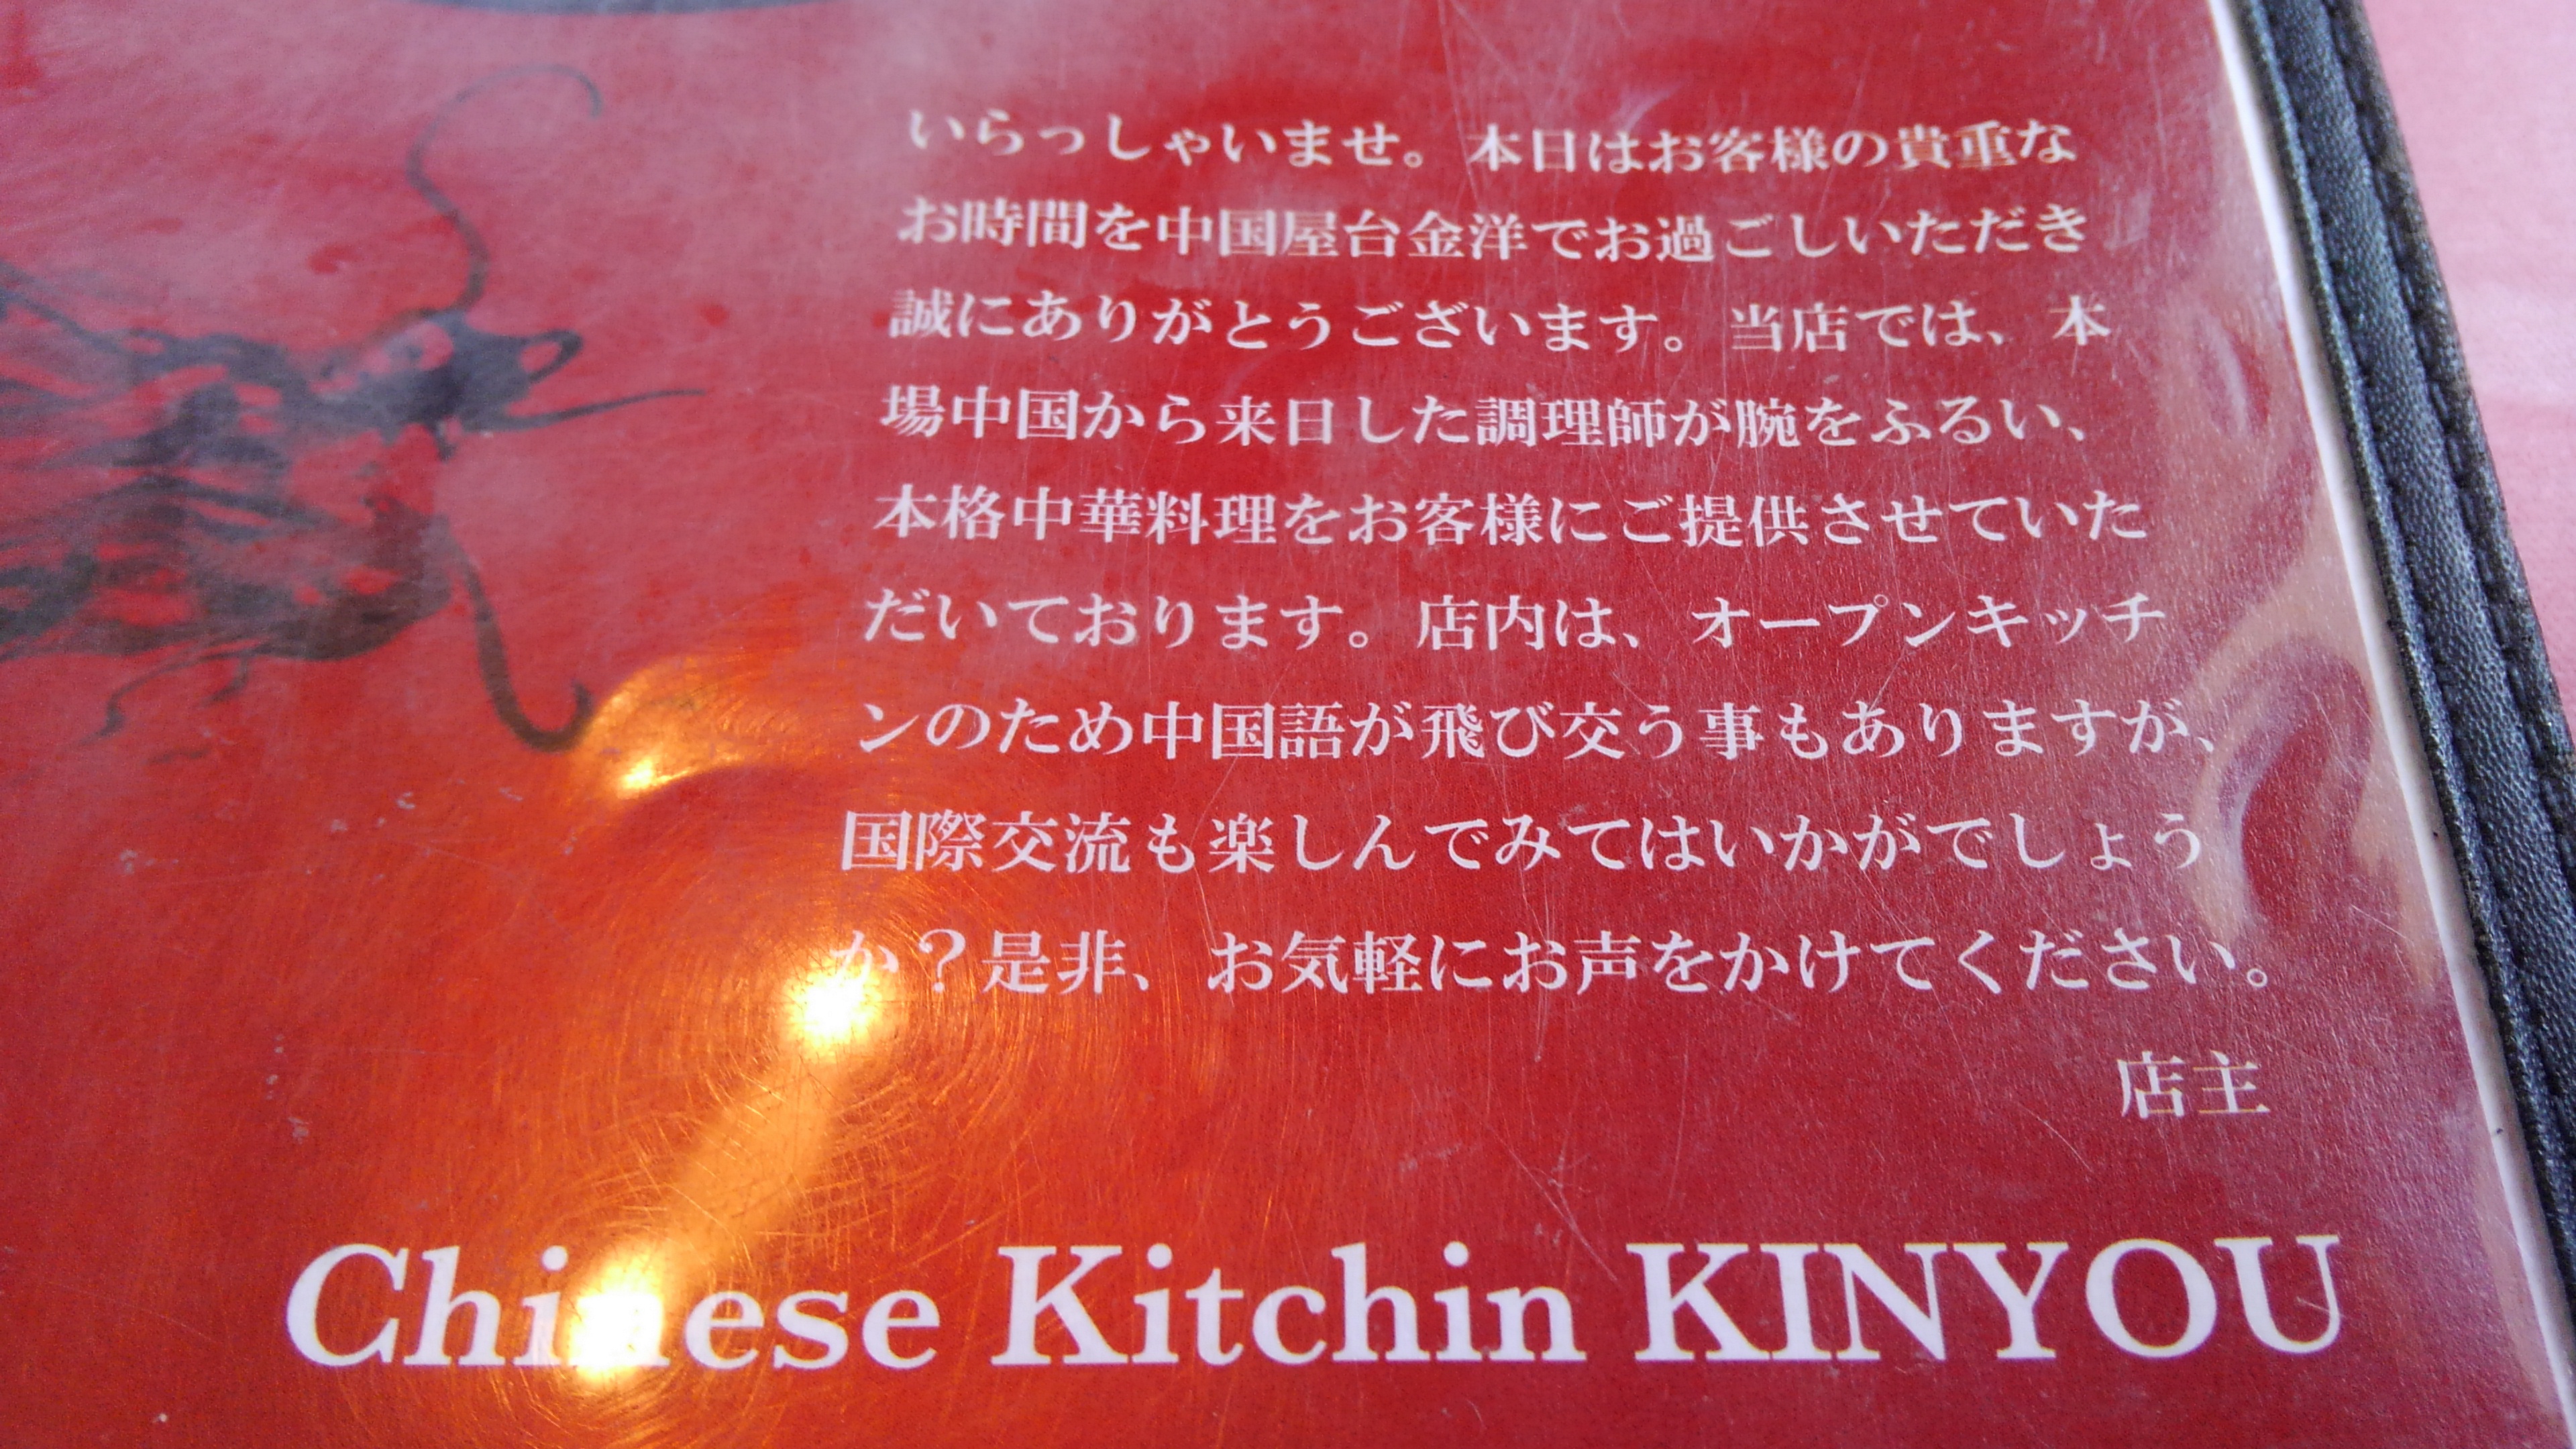 いらっしゃいませ。本日はお客様の貴重な
お時間を中国屋台金洋でお過ごしいただき
誠にありがとうございます。当店では、本
場中国から来日した調理師が腕をふるい、
本格中華料理をお客様にご提供させていた
だいております。店内は、オープンキッチ
ンのため中国語が飛び交う事もありますが、
国際交流も楽しんでみてはいかがでしょう
か？是非、お気軽にお声をかけてください。
店主
Chinese Kitchin KINYOU